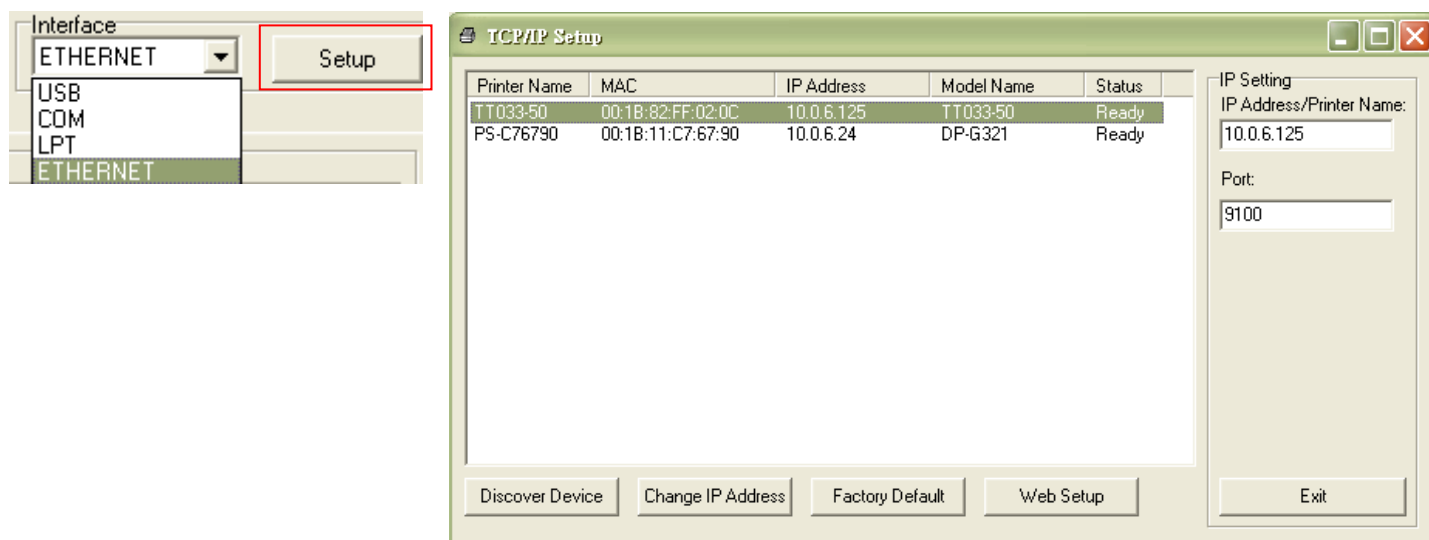 Interface
ETHERNET
Setup
USB
COM
LPT
ETHERNET
TCP/IP Setup
Printer Name MAC IP Address Model Name Status
TT033-50 00:1B:82:FF:02:0C 10.0.6.125 TT033-50 Ready
PS-C76790 00:1B:11:C7:67:90 10.0.6.24 DP-G321 Ready
IP Setting
IP Address/Printer Name:
10.0.6.125
Port:
9100
Discover Device Change IP Address Factory Default Web Setup Exit